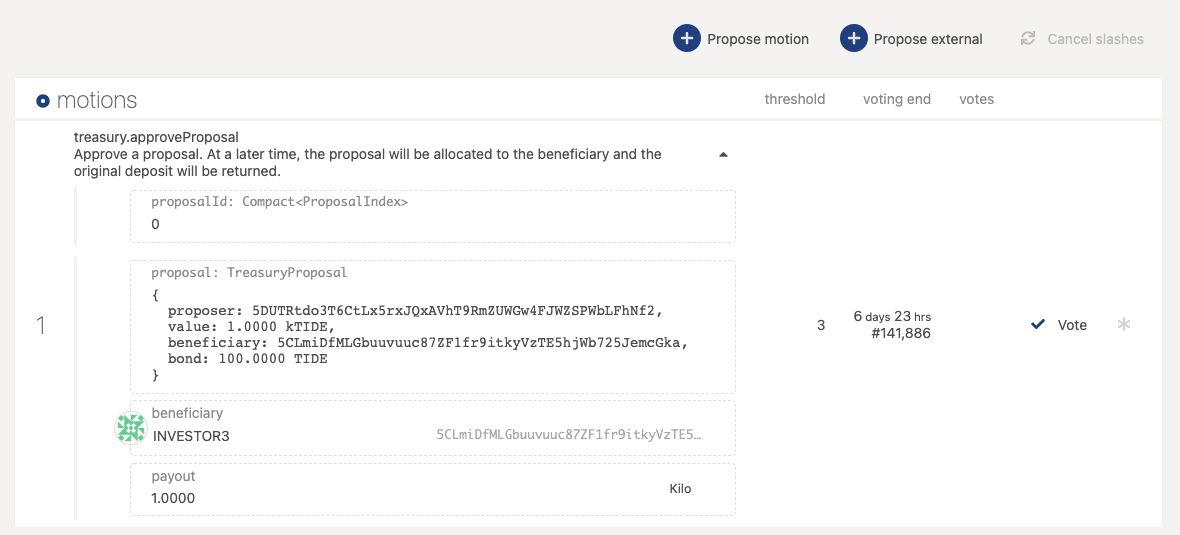 Propose motion
Propose external
Cancel slashes
motions
threshold
voting end
votes
treasury.approveProposal
Approve a proposal. At a later time, the proposal will be allocated to the beneficiary and the
original deposit will be returned.
proposalId: Compact<ProposalIndex>
0
1
proposal: TreasuryProposal
{
proposer: 5DUTRtdo3T6CtLx5rxJQxAVhT9RmZUWGw4FJWZSPWbLFhNf2,
value: 1.0000 kTIDE,
beneficiary: 5CLmiDfMLGbuuvuuc87ZF1fr9itkyVzTE5hjWb725JemcGka,
bond: 100.0000 TIDE
}
3
6 days 23 hrs
#141,886
Vote
beneficiary
INVESTOR3
5CLmiDfMLGbuuvuuc87ZF1fr9itkyVzTE5…
payout
1.0000
Kilo